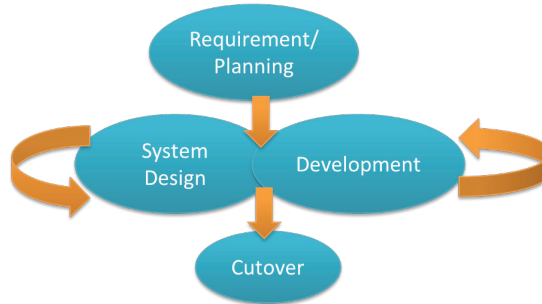 Requirement/
Planning
System
Design
Development
Cutover